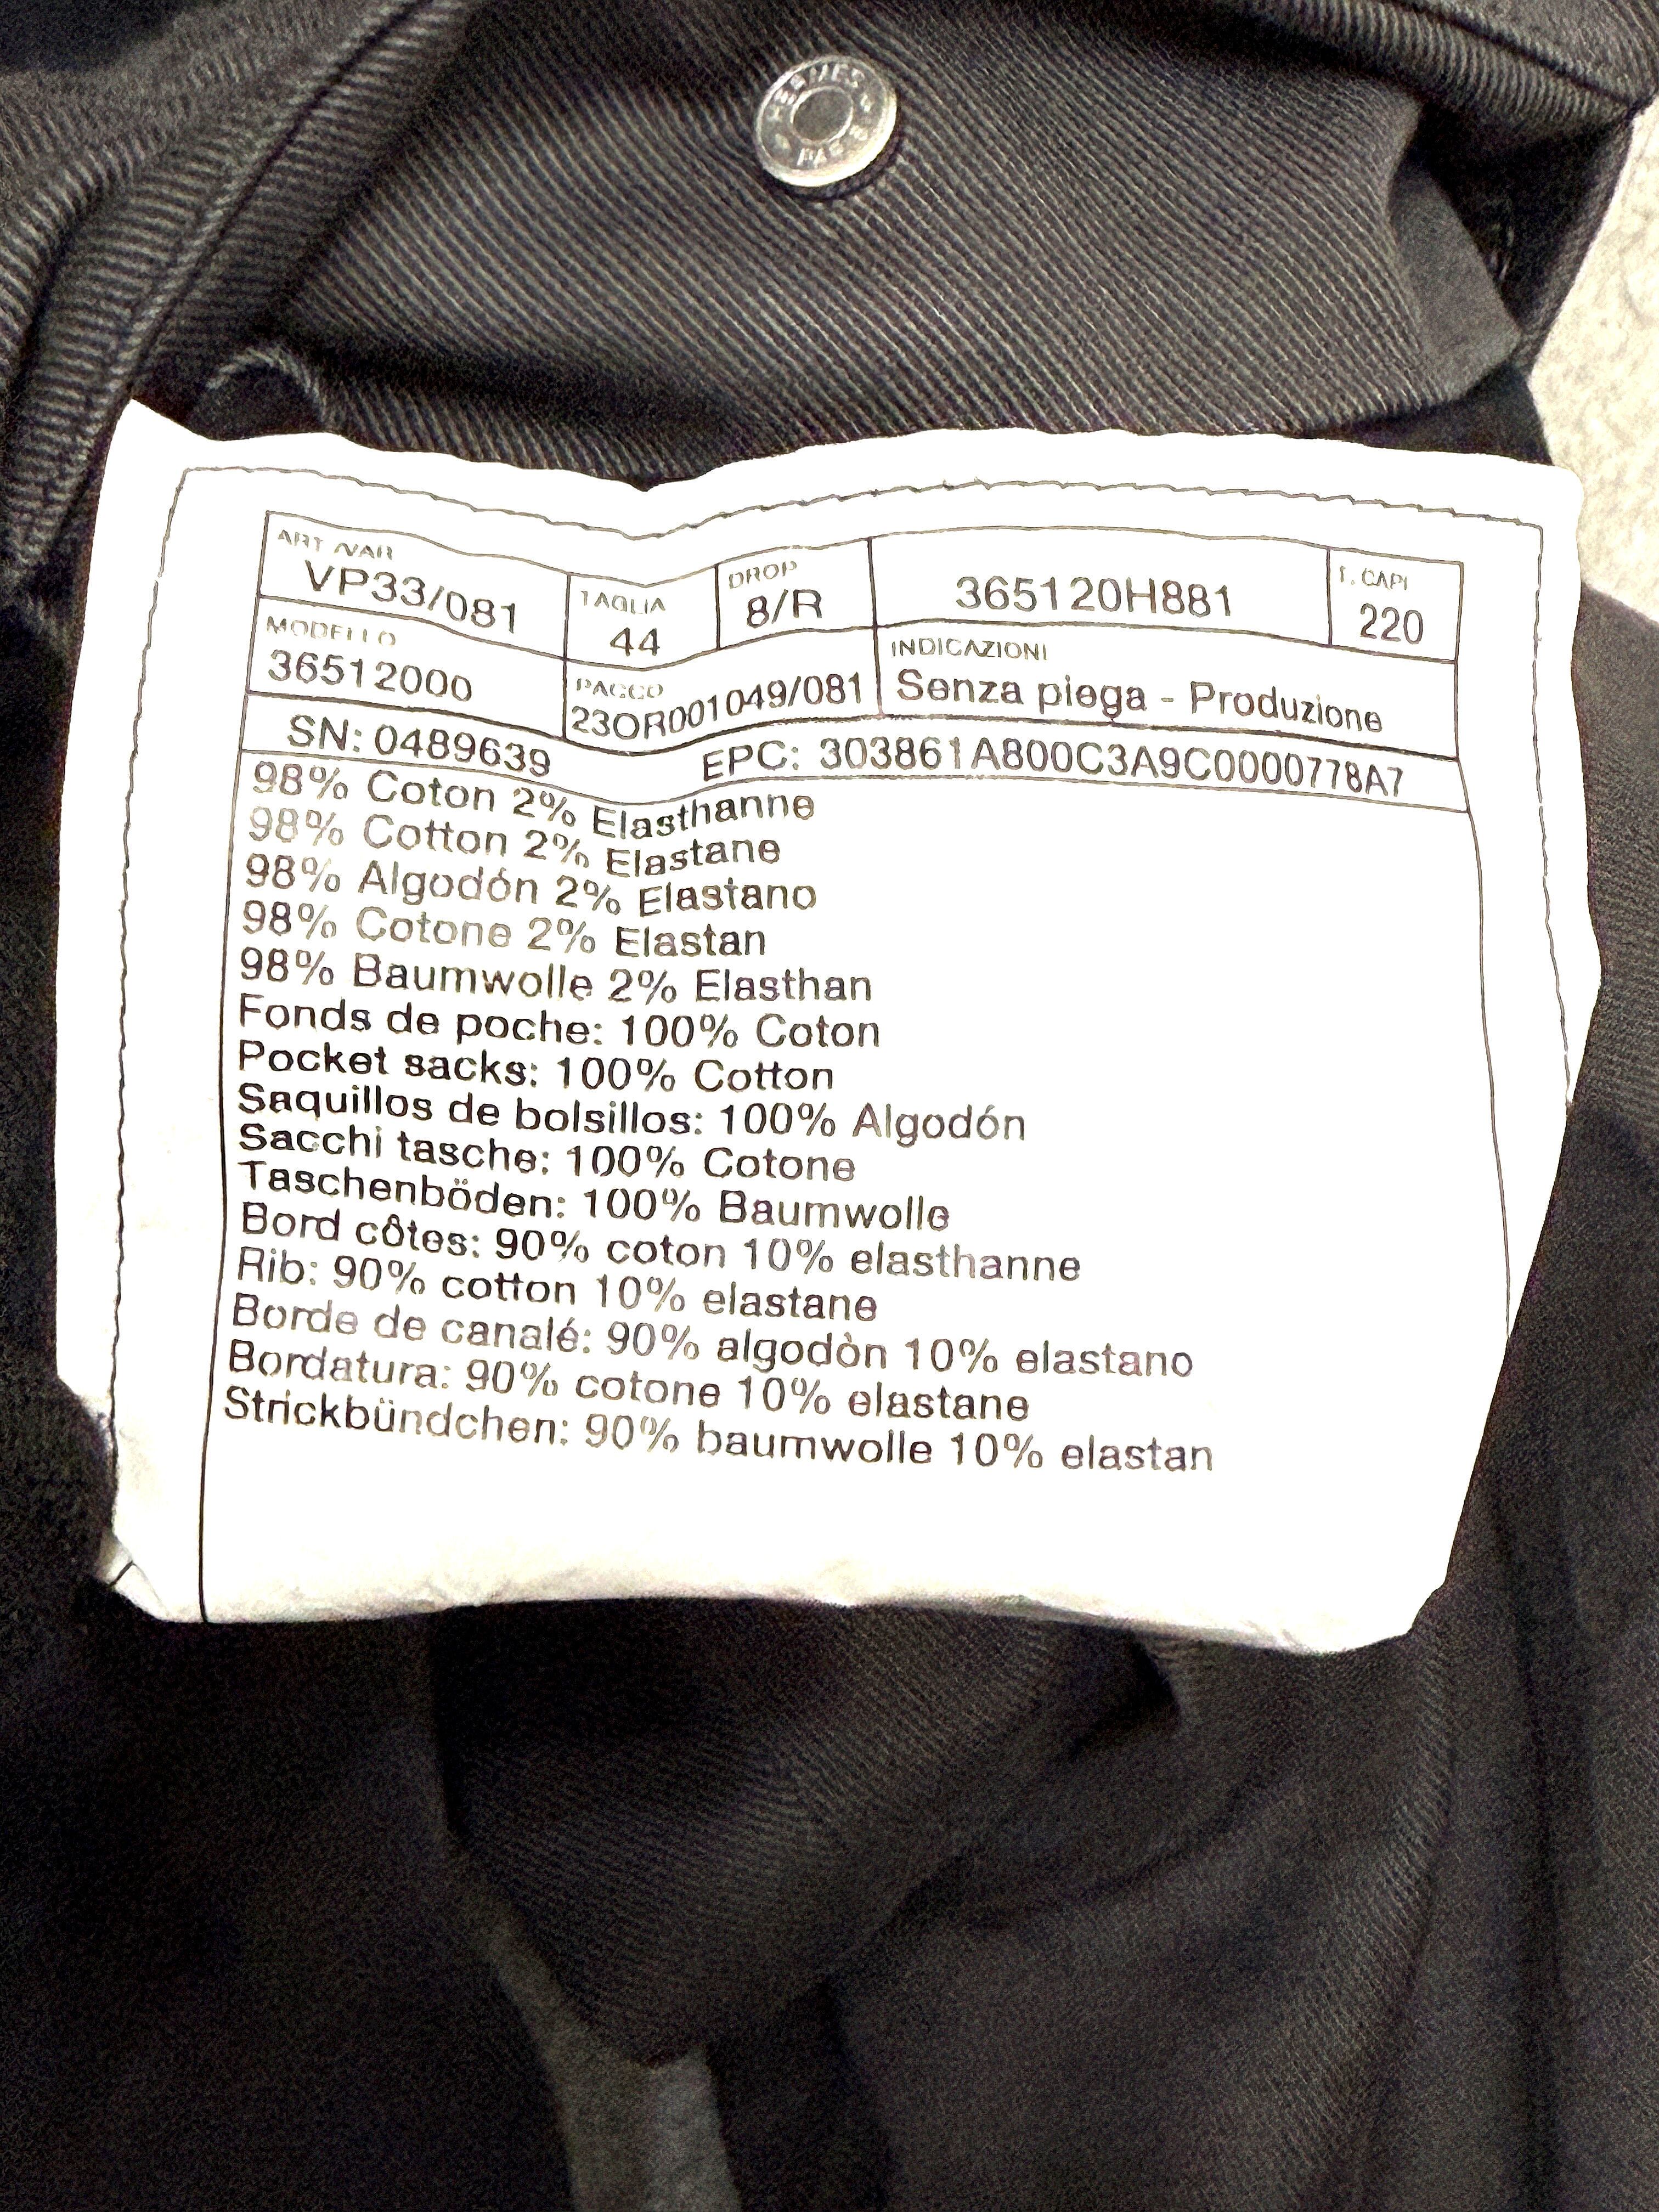 HERMES
PARIS
ART /VAR
VP33/081
TAGLIA
44
DROP
8/R
365120H881
T. CAPI
220
MODELLO
36512000
PACCO
23OR001049/081
INDICAZIONI
Senza piega - Produzione
SN: 0489639
EPC: 303861A800C3A9C0000778A7
98% Coton 2% Elasthanne
98% Cotton 2% Elastane
98% Algodón 2% Elastano
98% Cotone 2% Elastan
98% Baumwolle 2% Elasthan
Fonds de poche: 100% Coton
Pocket sacks: 100% Cotton
Saquillos de bolsillos: 100% Algodón
Sacchi tasche: 100% Cotone
Taschenböden: 100% Baumwolle
Bord côtes: 90% coton 10% elasthanne
Rib: 90% cotton 10% elastane
Borde de canalé: 90% algodòn 10% elastano
Bordatura: 90% cotone 10% elastane
Strickbündchen: 90% baumwolle 10% elastan